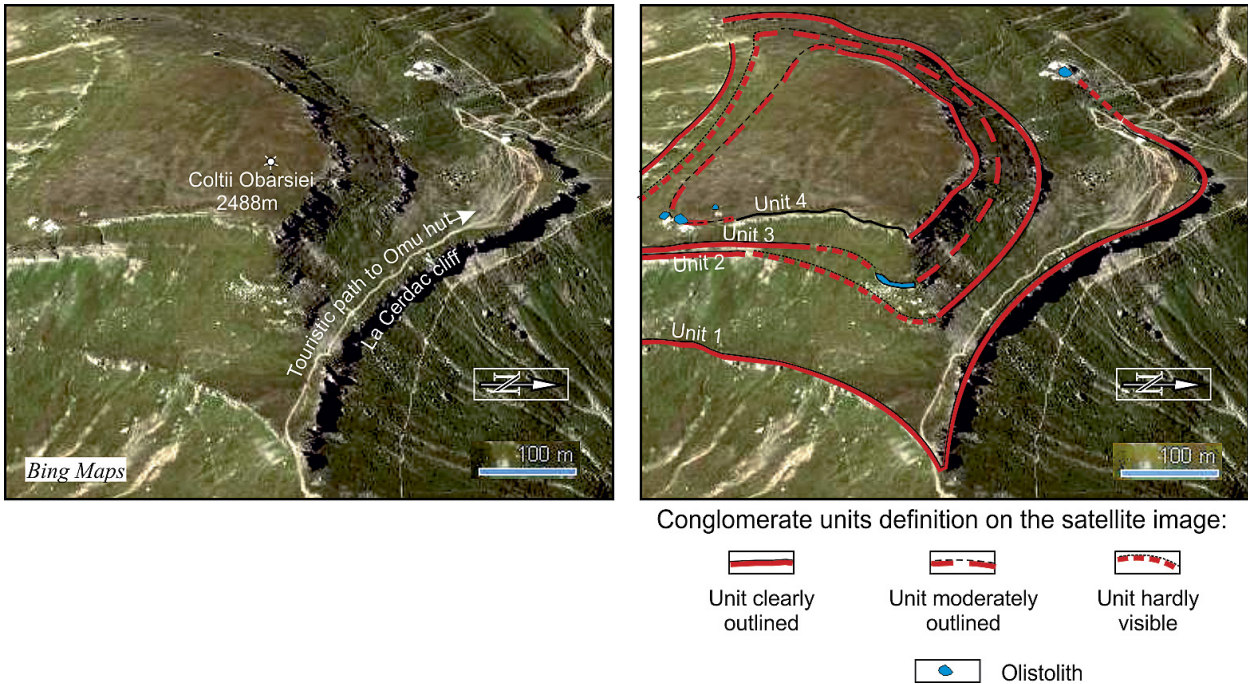 Coltii Obarsiei
2488m
Touristic path to Omu hut
La Cerdac cliff
N
100 m
Bing Maps
Unit 4
Unit 3
Unit 2
Unit 1
N
100 m
Conglomerate units definition on the satellite image:
Unit clearly
outlined
Unit moderately
outlined
Unit hardly
visible
Olistolith